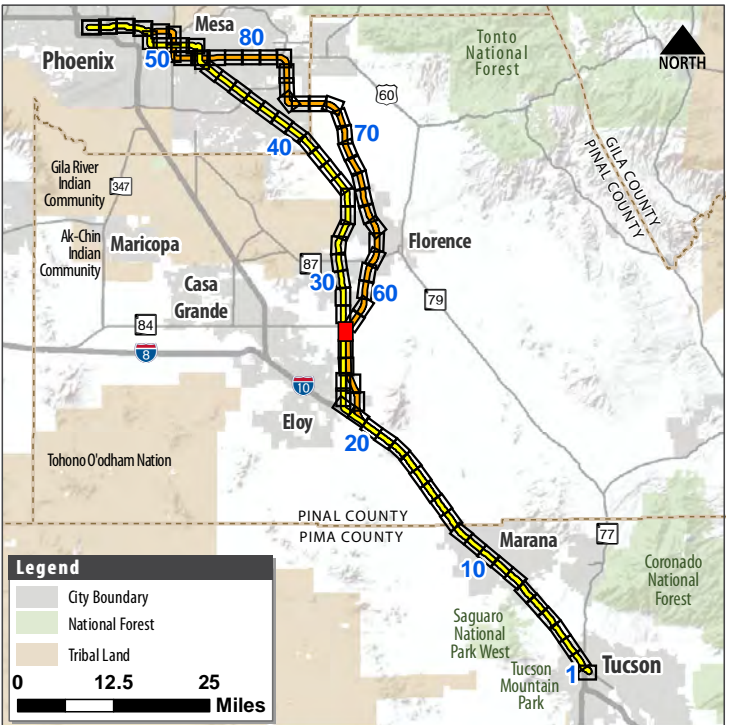 Mesa
80
Tonto
National
Forest
Phoenix
50
NORTH
60
70
40
GILA COUNTY
PINAL COUNTY
Gila River
Indian
Community
347
Ak-Chin
Indian
Community
Maricopa
Florence
87
30
60
Casa
Grande
79
84
8
10
Eloy
20
Tohono O'odham Nation
PINAL COUNTY
PIMA COUNTY
Marana
77
10
Coronado
National
Forest
Saguaro
National
Park West
Tucson
Mountain
Park
1
Tucson
Legend
City Boundary
National Forest
Tribal Land
0 12.5 25
Miles